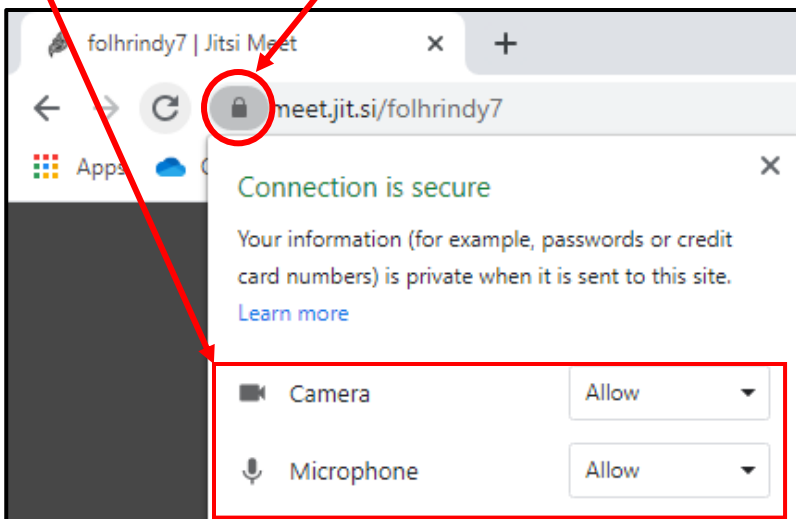 folhrindy7 | Jitsi Meet
meet.jit.si/folhrindy7
Apps
Connection is secure
Your information (for example, passwords or credit
card numbers) is private when it is sent to this site.
Learn more
Camera Allow
Microphone Allow